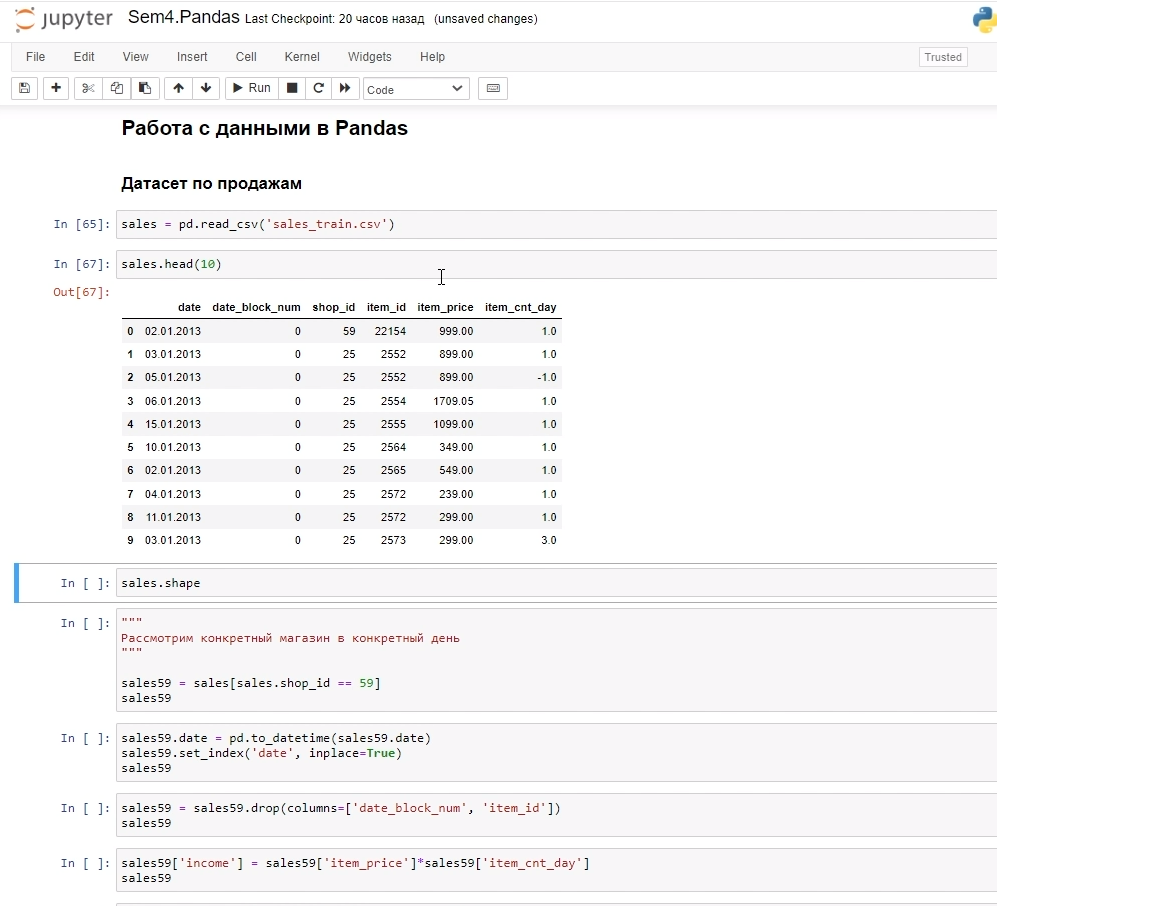 jupyter Sem4.Pandas Last Checkpoint: 20 часов назад (unsaved changes)
File Edit View Insert Cell Kernel Widgets Help Trusted
Run Code
Работа с данными в Pandas
Датасет по продажам
In [65]: sales = pd.read_csv('sales_train.csv')
In [67]: sales.head(10)
Out[67]:
date date_block_num shop_id item_id item_price item_cnt_day
0 02.01.2013 0 59 22154 999.00 1.0
1 03.01.2013 0 25 2552 899.00 1.0
2 05.01.2013 0 25 2552 899.00 -1.0
3 06.01.2013 0 25 2554 1709.05 1.0
4 15.01.2013 0 25 2555 1099.00 1.0
5 10.01.2013 0 25 2564 349.00 1.0
6 02.01.2013 0 25 2565 549.00 1.0
7 04.01.2013 0 25 2572 239.00 1.0
8 11.01.2013 0 25 2572 299.00 1.0
9 03.01.2013 0 25 2573 299.00 3.0
In [ ]: sales.shape
In [ ]: """
Рассмотрим конкретный магазин в конкретный день
"""
sales59 = sales[sales.shop_id == 59]
sales59
In [ ]: sales59.date = pd.to_datetime(sales59.date)
sales59.set_index('date', inplace=True)
sales59
In [ ]: sales59 = sales59.drop(columns=['date_block_num', 'item_id'])
sales59
In [ ]: sales59['income'] = sales59['item_price']*sales59['item_cnt_day']
sales59